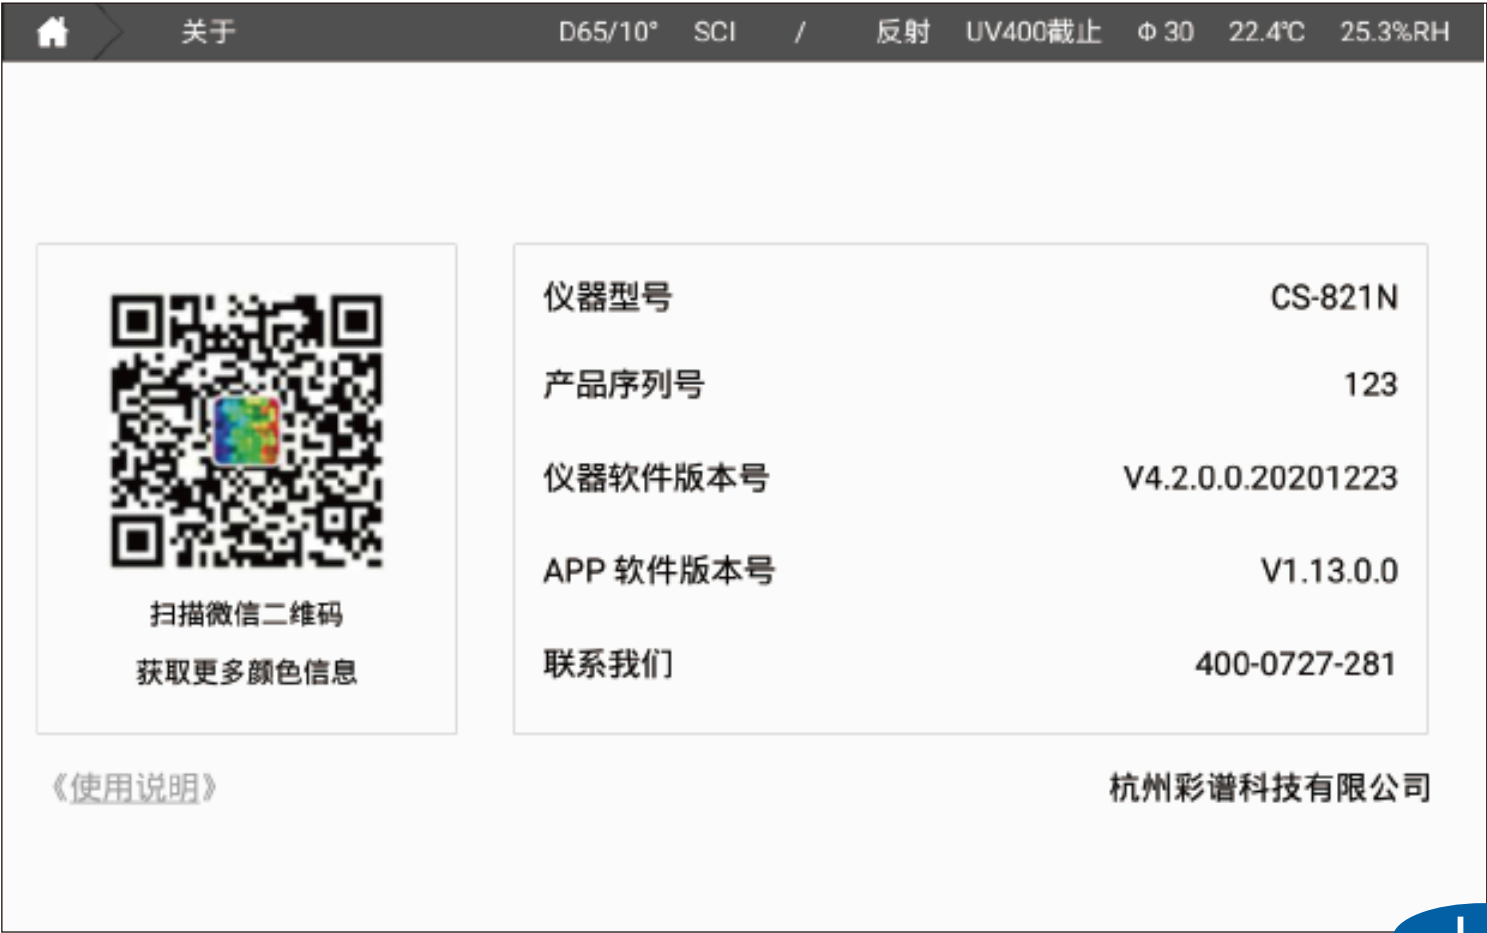 关于 D65/10° SCI / 反射 UV400截止 Φ 30 22.4℃ 25.3%RH
仪器型号 CS-821N
产品序列号 123
仪器软件版本号 V4.2.0.0.20201223
APP 软件版本号 V1.13.0.0
联系我们 400-0727-281
扫描微信二维码
获取更多颜色信息
《使用说明》
杭州彩谱科技有限公司